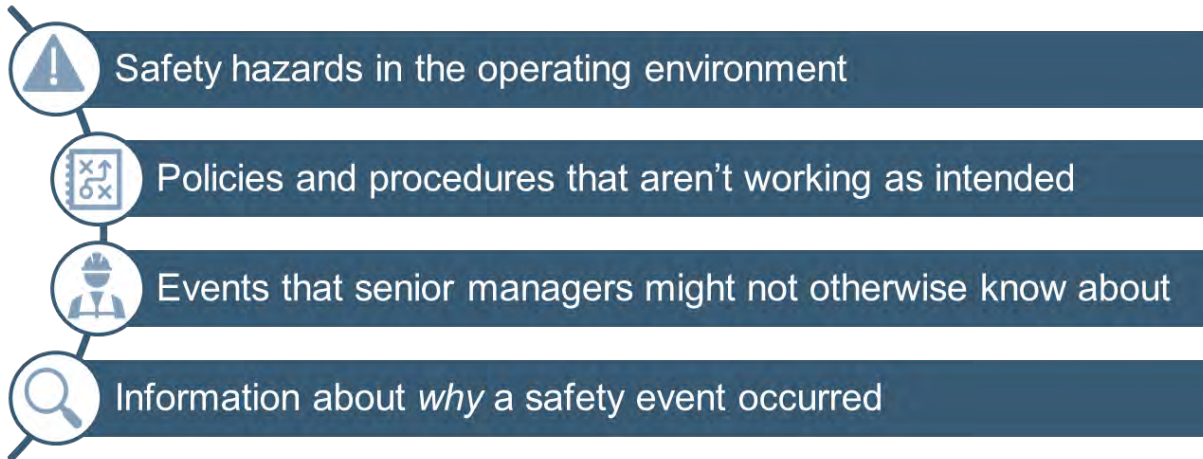 Safety hazards in the operating environment
Policies and procedures that aren’t working as intended
Events that senior managers might not otherwise know about
Information about why a safety event occurred